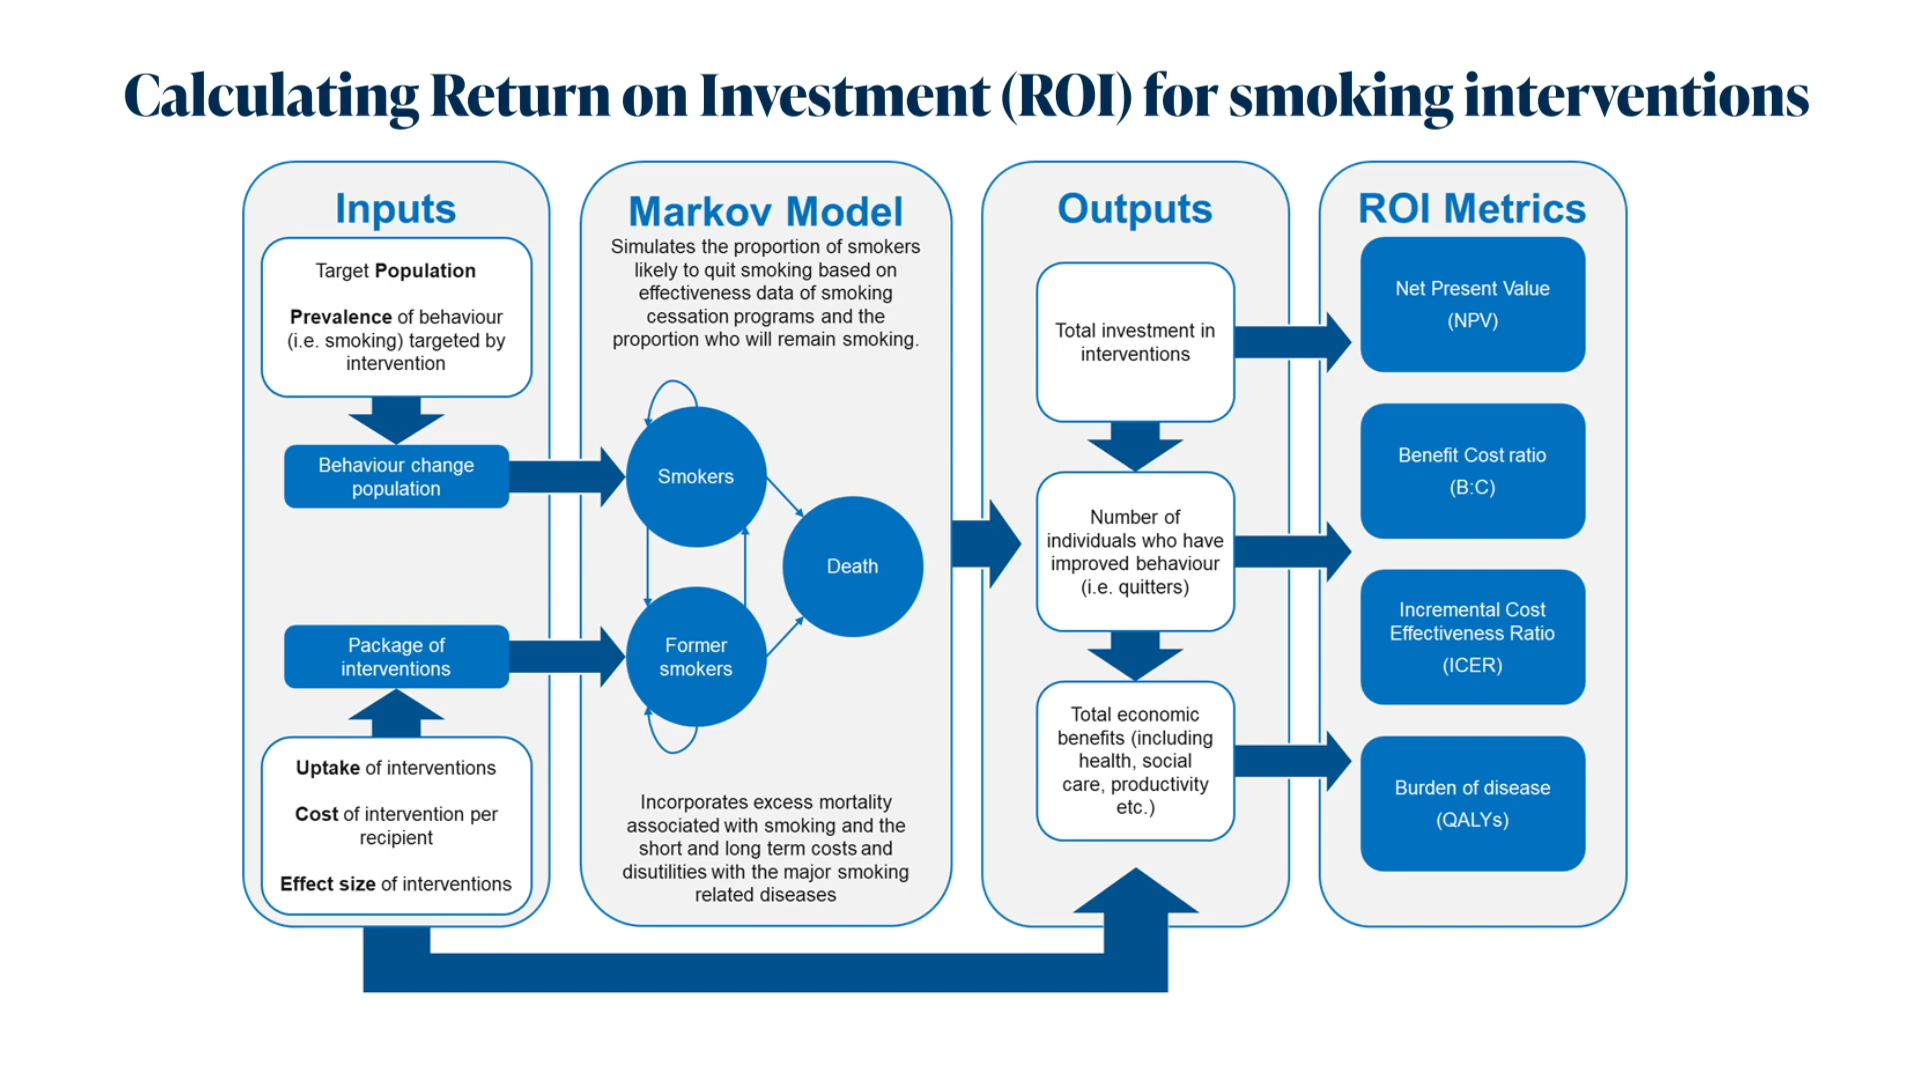 Calculating Return on Investment (ROI) for smoking interventions
Inputs
Target Population
Prevalence of behaviour
(i.e. smoking) targeted by
intervention
Behaviour change
population
Package of
interventions
Uptake of interventions
Cost of intervention per
recipient
Effect size of interventions
Markov Model
Simulates the proportion of smokers
likely to quit smoking based on
effectiveness data of smoking
cessation programs and the
proportion who will remain smoking.
Smokers
Death
Former
smokers
Incorporates excess mortality
associated with smoking and the
short and long term costs and
disutilities with the major smoking
related diseases
Outputs
Total investment in
interventions
Number of
individuals who have
improved behaviour
(i.e. quitters)
Total economic
benefits (including
health, social
care, productivity
etc.)
ROI Metrics
Net Present Value
(NPV)
Benefit Cost ratio
(B:C)
Incremental Cost
Effectiveness Ratio
(ICER)
Burden of disease
(QALYs)